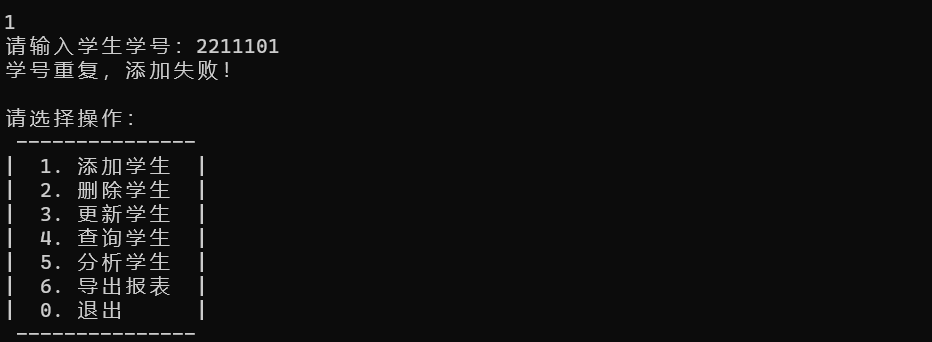 1
请输入学生学号：2211101
学号重复，添加失败！
请选择操作：
 ---------------
|  1. 添加学生  |
|  2. 删除学生  |
|  3. 更新学生  |
|  4. 查询学生  |
|  5. 分析学生  |
|  6. 导出报表  |
|  0. 退出      |
 ---------------